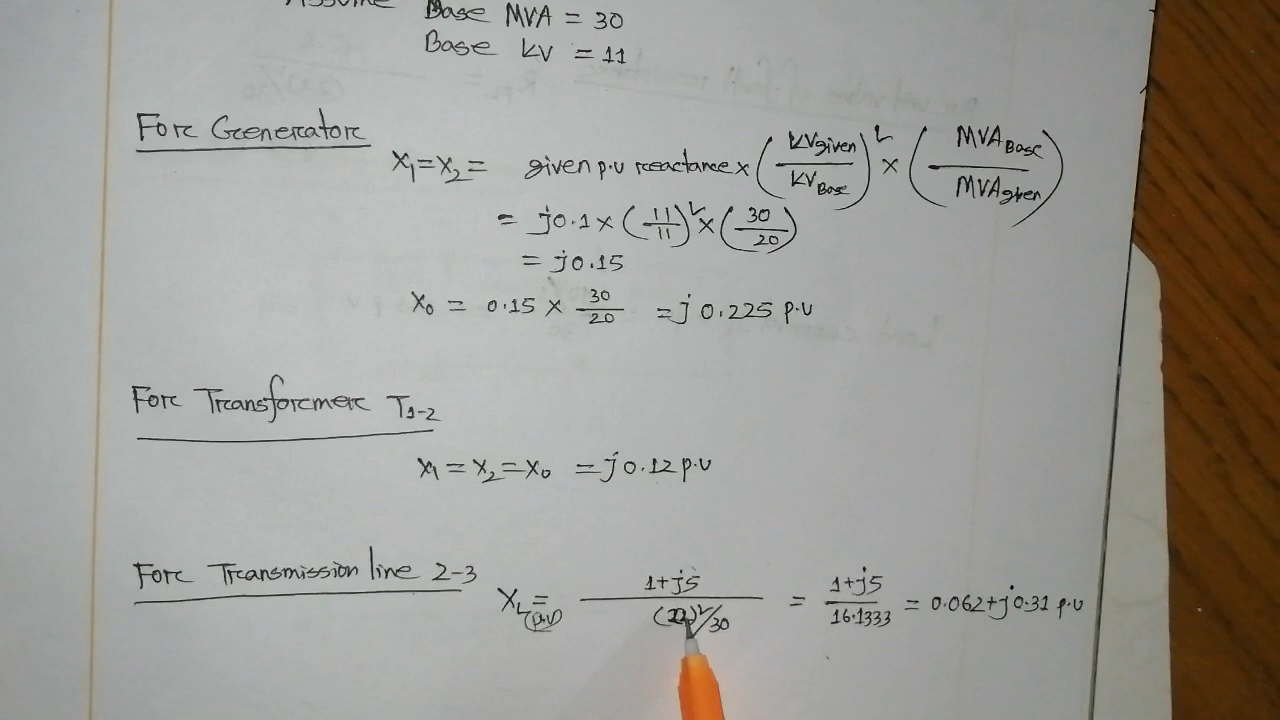 Assume Base MVA = 30
Base KV = 11
For Generator
X₁=X₂= given p.u reactance x (KVgiven/KVBase)² x (MVABase/MVAgiven)
= j0.1 x (11/11)² x (30/20)
= j0.15
X₀ = 0.15 x 30/20 = j 0.225 p.u
For Transformer T1-2
X₁ = X₂ = X₀ = j0.12 p.u
For Transmission line 2-3 XL(p.u) = 1+j5/(22)²/30 = 1+j5/16.1333 = 0.062+j0.31 p.u